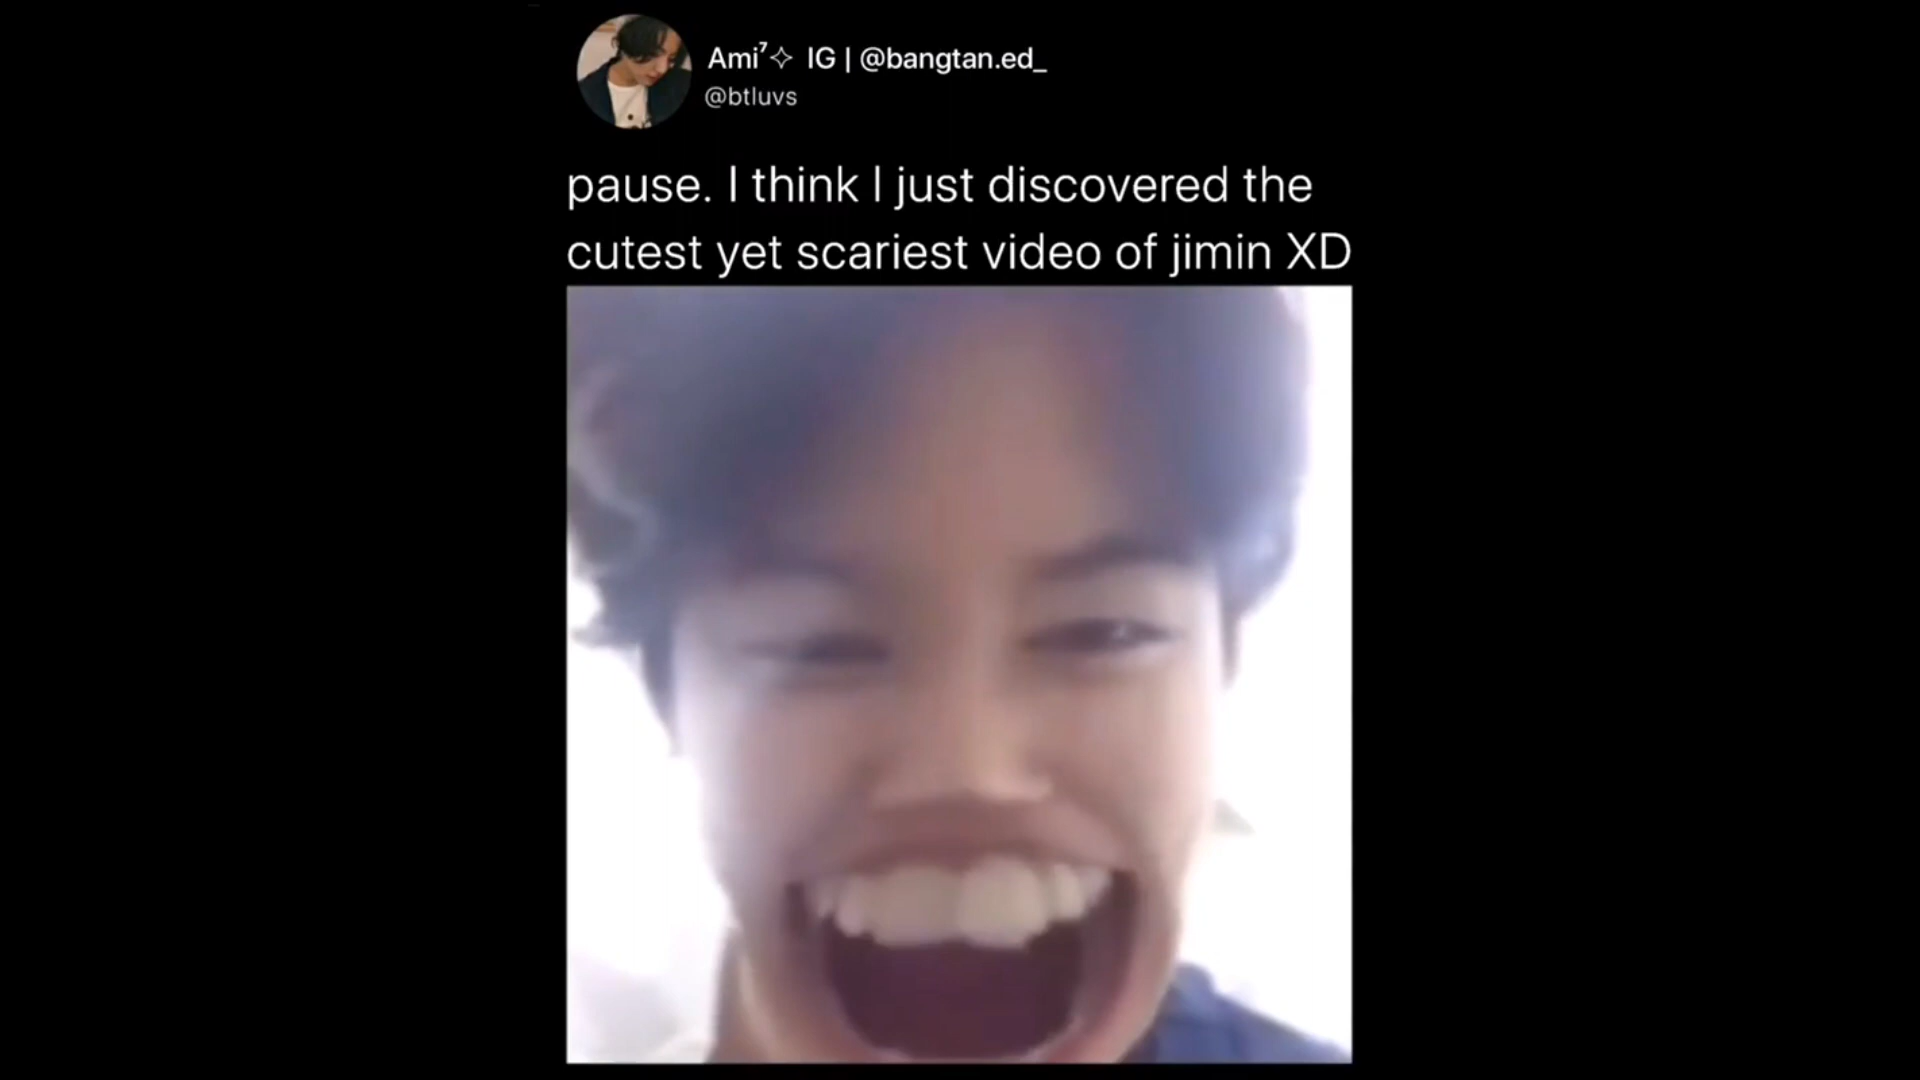 Ami⁷✧ IG | @bangtan.ed_
@btluvs
pause. I think I just discovered the
cutest yet scariest video of jimin XD